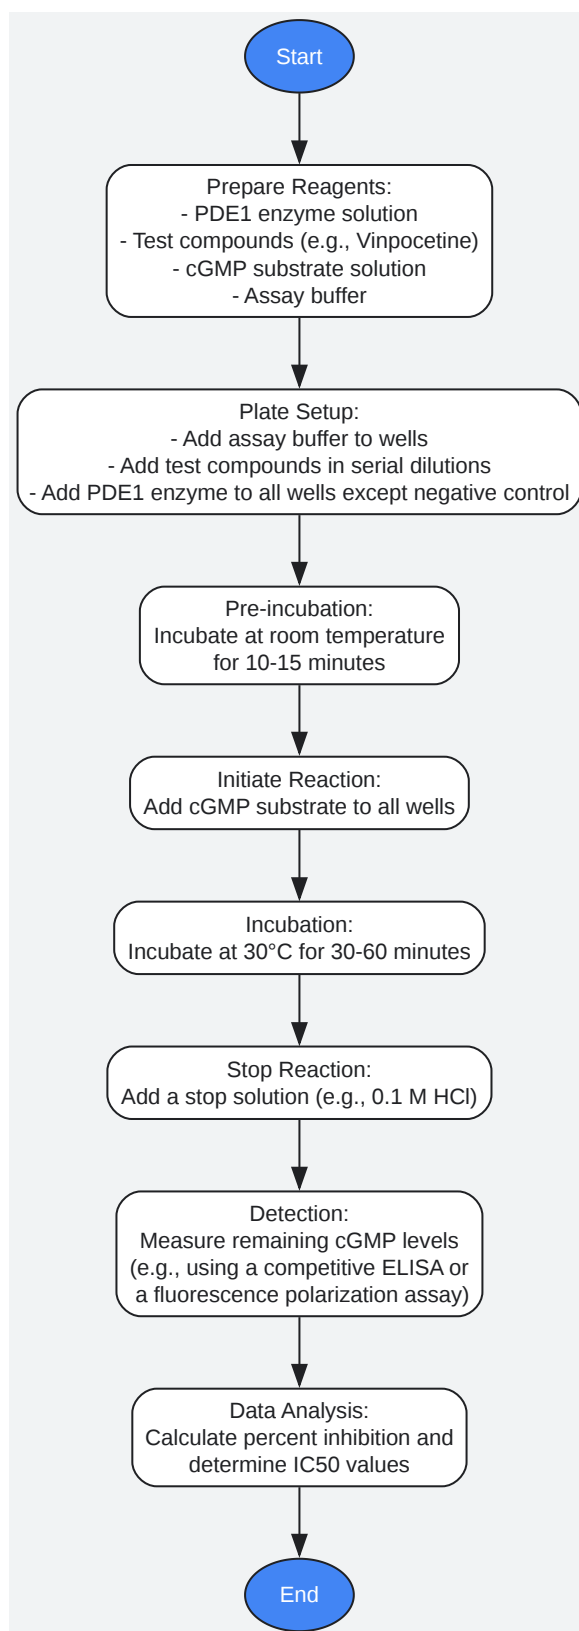 Start
Prepare Reagents:
- PDE1 enzyme solution
- Test compounds (e.g., Vinpocetine)
- cGMP substrate solution
- Assay buffer
Plate Setup:
- Add assay buffer to wells
- Add test compounds in serial dilutions
- Add PDE1 enzyme to all wells except negative control
Pre-incubation:
Incubate at room temperature
for 10-15 minutes
Initiate Reaction:
Add cGMP substrate to all wells
Incubation:
Incubate at 30°C for 30-60 minutes
Stop Reaction:
Add a stop solution (e.g., 0.1 M HCl)
Detection:
Measure remaining cGMP levels
(e.g., using a competitive ELISA or
a fluorescence polarization assay)
Data Analysis:
Calculate percent inhibition and
determine IC50 values
End